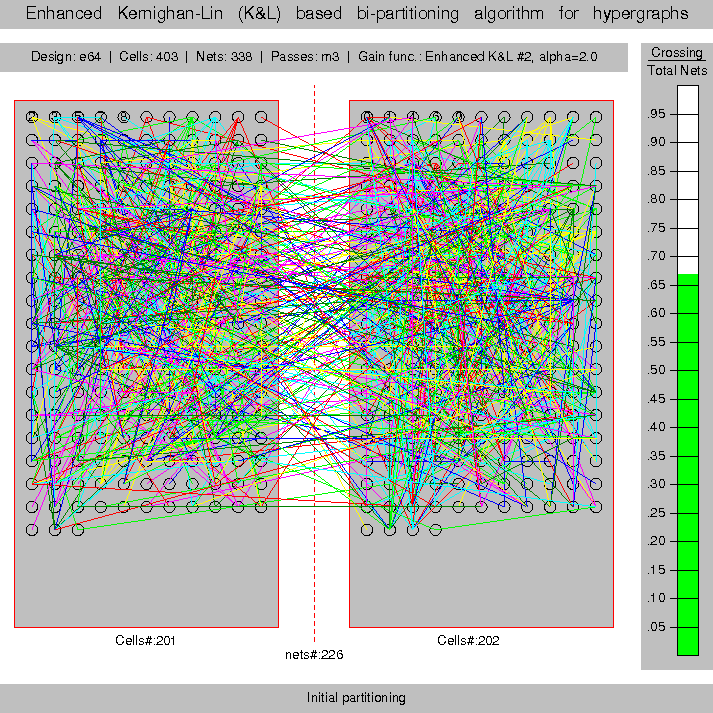 Enhanced Kernighan-Lin (K&L) based bi-partitioning algorithm for hypergraphs
Design: e64 | Cells: 403 | Nets: 338 | Passes: m3 | Gain func.: Enhanced K&L #2, alpha=2.0
Crossing
Total Nets
.95
.90
.85
.80
.75
.70
.65
.60
.55
.50
.45
.40
.35
.30
.25
.20
.15
.10
.05
Cells#:201
Cells#:202
nets#:226
Initial partitioning